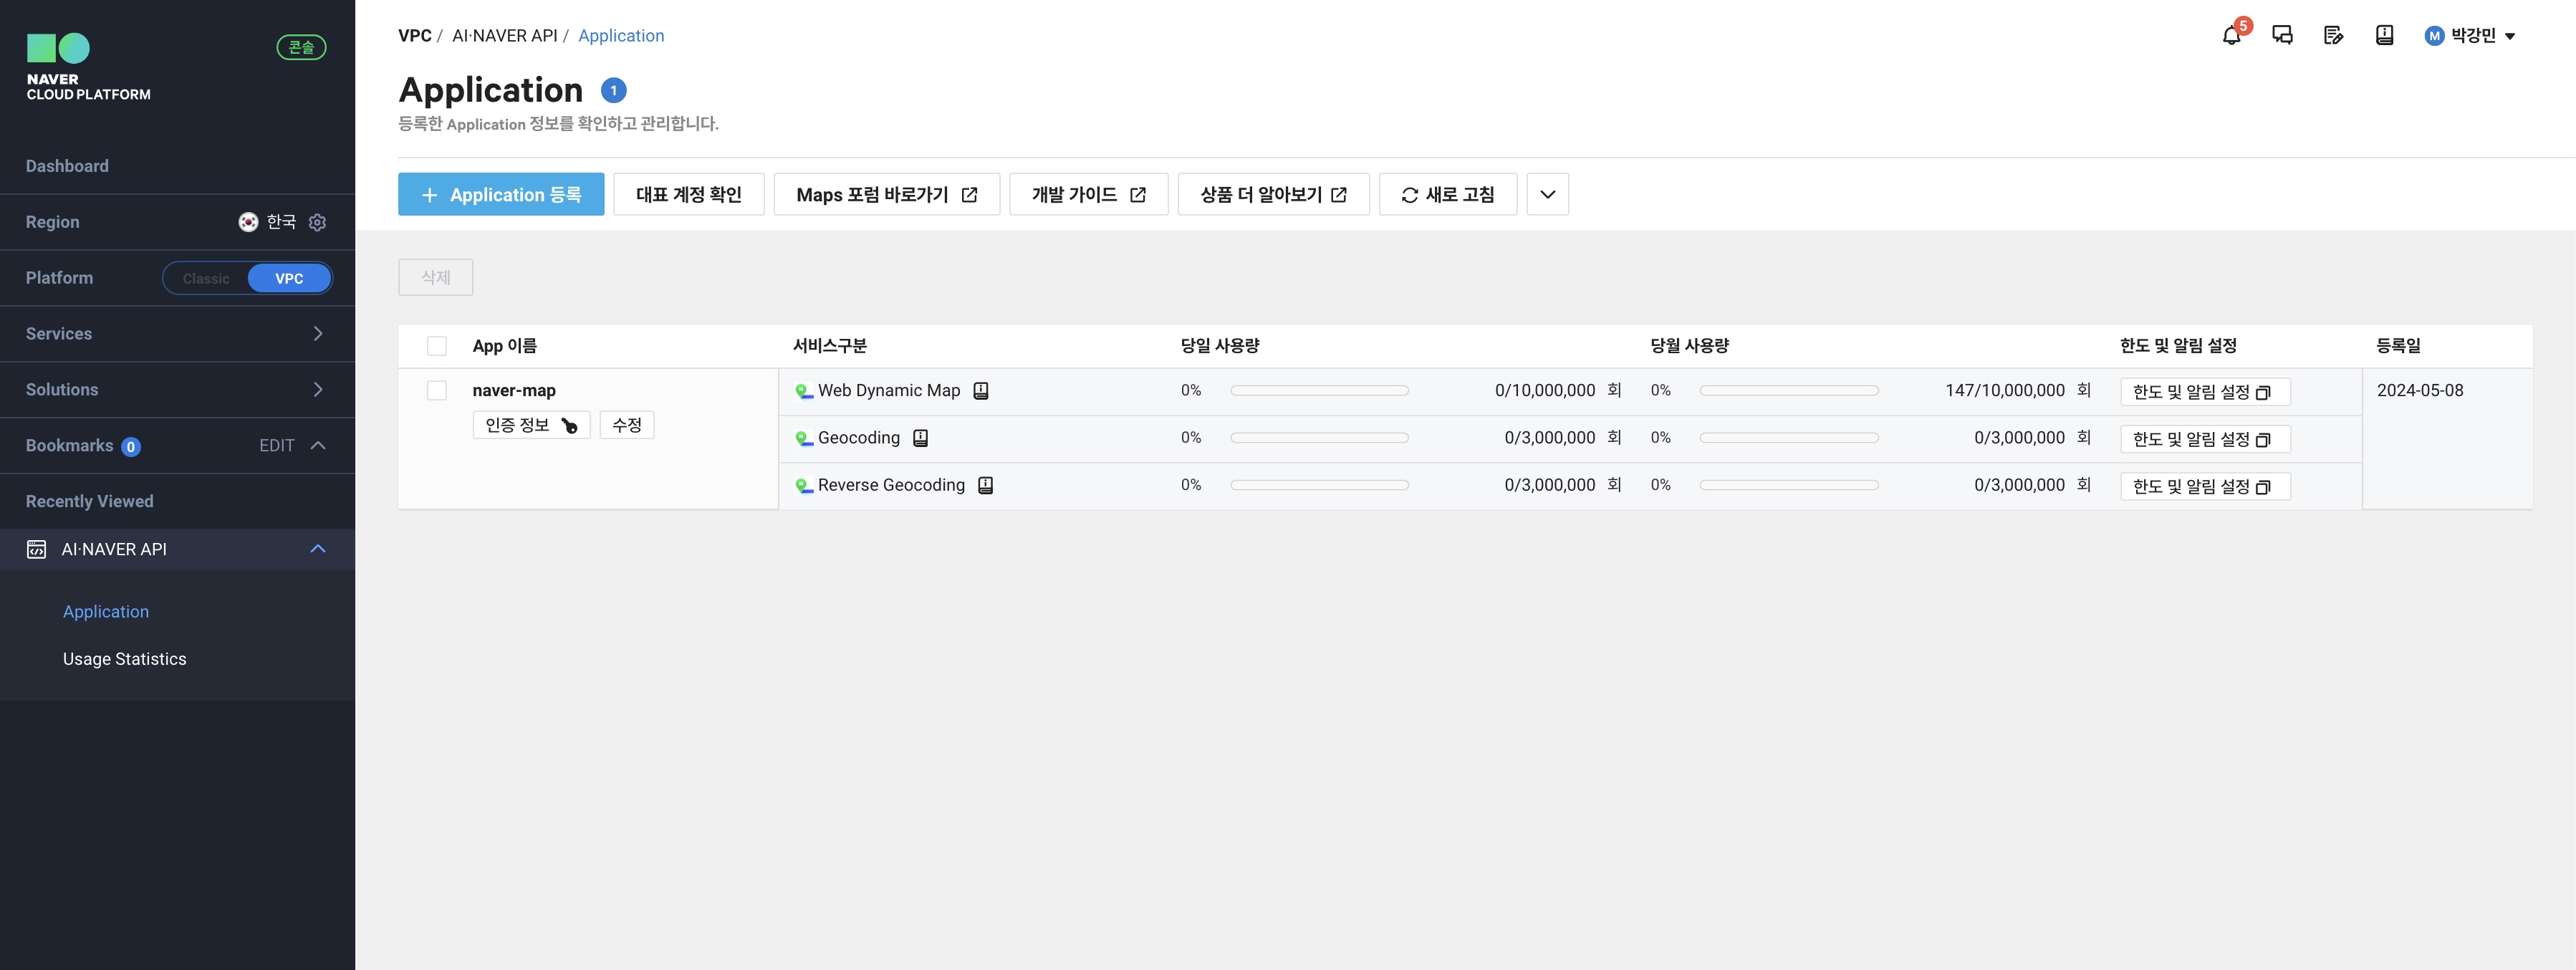 콘솔
NAVER
CLOUD PLATFORM
Dashboard
Region 한국
Platform Classic VPC
Services
Solutions
Bookmarks 0 EDIT
Recently Viewed
AI·NAVER API
Application
Usage Statistics
VPC / AI·NAVER API / Application
5 M 박강민
Application 1
등록한 Application 정보를 확인하고 관리합니다.
+ Application 등록 대표 계정 확인 Maps 포럼 바로가기 개발 가이드 상품 더 알아보기 새로 고침
삭제
App 이름 서비스구분 당일 사용량 당월 사용량 한도 및 알림 설정 등록일
naver-map Web Dynamic Map 0% 0/10,000,000 회 0% 147/10,000,000 회 한도 및 알림 설정 2024-05-08
인증 정보 수정
Geocoding 0% 0/3,000,000 회 0% 0/3,000,000 회 한도 및 알림 설정
Reverse Geocoding 0% 0/3,000,000 회 0% 0/3,000,000 회 한도 및 알림 설정